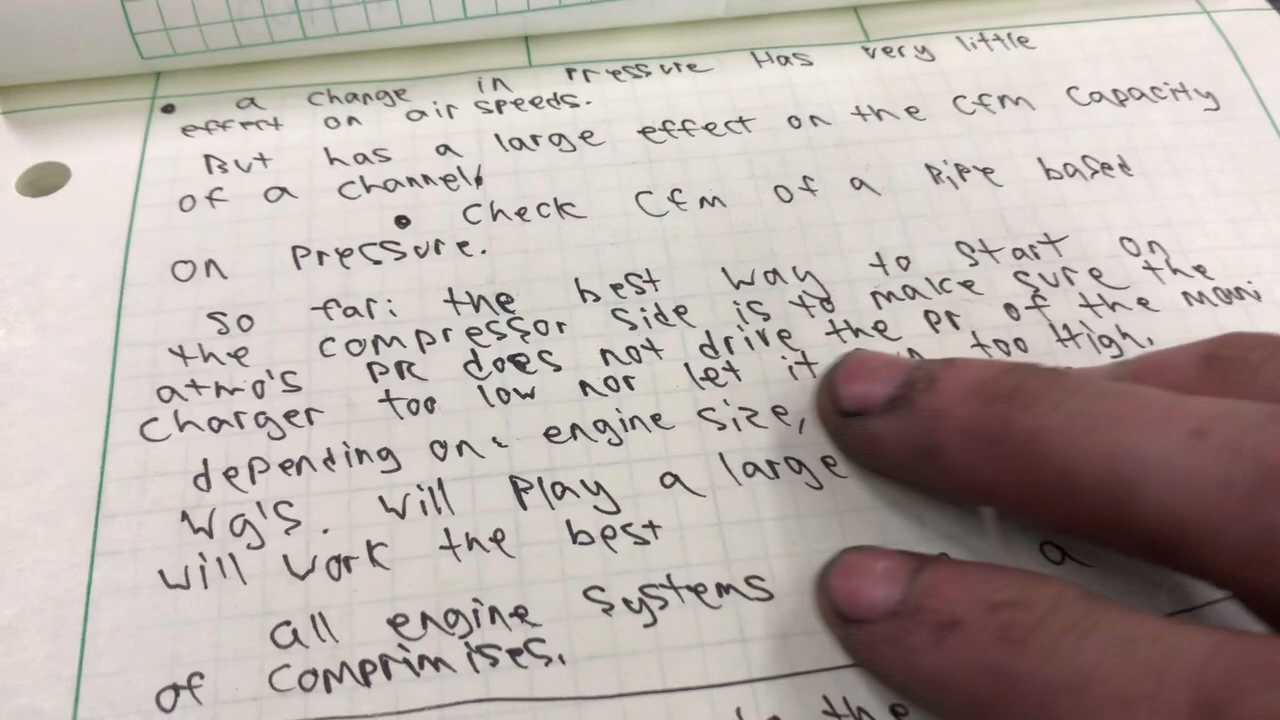 • a change in Pressure Has very little
effect on air speeds.
But has a large effect on the CFM Capacity
of a channel
• Check CFM of a Pipe based
on Pressure.
so far: the best way to start on
the compressor side is to make sure the
atmo's PR does not drive the PR, of the mani
charger too low nor let it too High.
depending on engine size,
Wg's. will Play a large
will work the best
a
all engine systems
of comprimises.
the